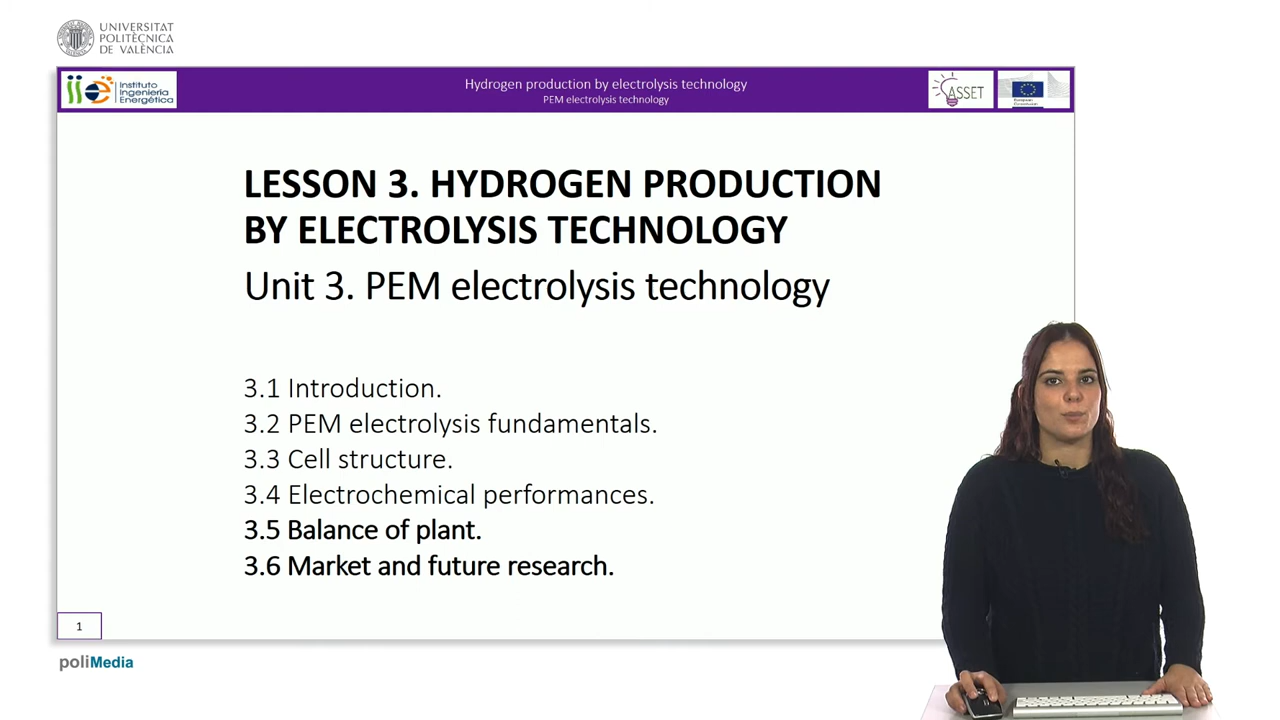 UNIVERSITAT
POLITÈCNICA
DE VALÈNCIA
iie Instituto
Ingeniería
Energética
Hydrogen production by electrolysis technology
PEM electrolysis technology
ASSET
European
Commission
LESSON 3. HYDROGEN PRODUCTION
BY ELECTROLYSIS TECHNOLOGY
Unit 3. PEM electrolysis technology
3.1 Introduction.
3.2 PEM electrolysis fundamentals.
3.3 Cell structure.
3.4 Electrochemical performances.
3.5 Balance of plant.
3.6 Market and future research.
1
poliMedia